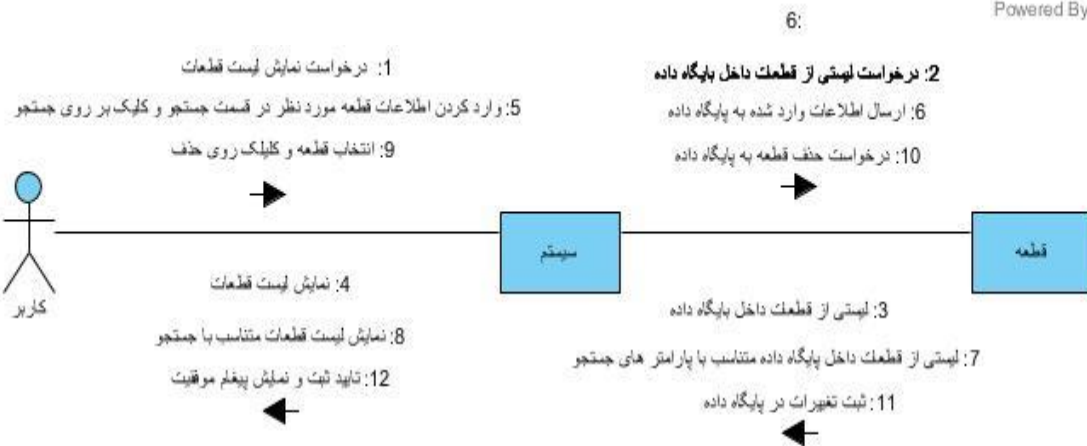 Powered By
6:
1: درخواست نمایش لیست قطعات
5: وارد کردن اطلاعات قطعه مورد نظر در قسمت جستجو و کلیک بر روی جستجو
9: انتخاب قطعه و کلیلک روی حذف
2: درخواست لیستی از قطعات داخل بایگاه داده
6: ارسال اطلاعات وارد شده به پایگاه داده
10: درخواست حذف قطعه به پایگاه داده
کاربر
سیستم
قطعه
4: نمایش لیست قطعات
8: نمایش لیست قطعات متناسب با جستجو
12: تایید ثبت و نمایش پیغام موفقیت
3: لیستی از قطعات داخل بایگاه داده
7: لیستی از قطعات داخل پایگاه داده متناسب با پارامتر های جستجو
11: ثبت تغییرات در پایگاه داده